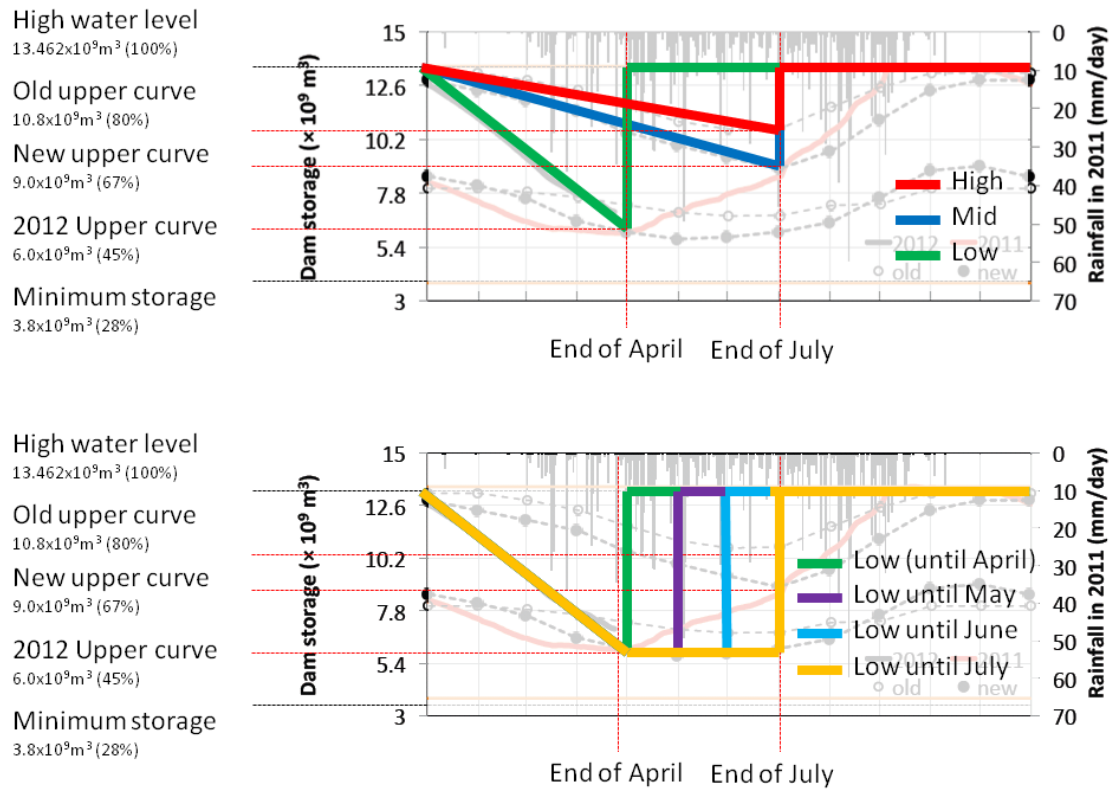 High water level
13.462x10⁹m³ (100%)
Old upper curve
10.8x10⁹m³ (80%)
New upper curve
9.0x10⁹m³ (67%)
2012 Upper curve
6.0x10⁹m³ (45%)
Minimum storage
3.8x10⁹m³ (28%)
Dam storage (× 10⁹ m³)
15
12.6
10.2
7.8
5.4
3
0
10
20
30
40
50
60
70
Rainfall in 2011 (mm/day)
High
Mid
Low
2012
2011
old
new
End of April
End of July
High water level
13.462x10⁹m³ (100%)
Old upper curve
10.8x10⁹m³ (80%)
New upper curve
9.0x10⁹m³ (67%)
2012 Upper curve
6.0x10⁹m³ (45%)
Minimum storage
3.8x10⁹m³ (28%)
Dam storage (× 10⁹ m³)
15
12.6
10.2
7.8
5.4
3
0
10
20
30
40
50
60
70
Rainfall in 2011 (mm/day)
Low (until April)
Low until May
Low until June
Low until July
2012
2011
old
new
End of April
End of July